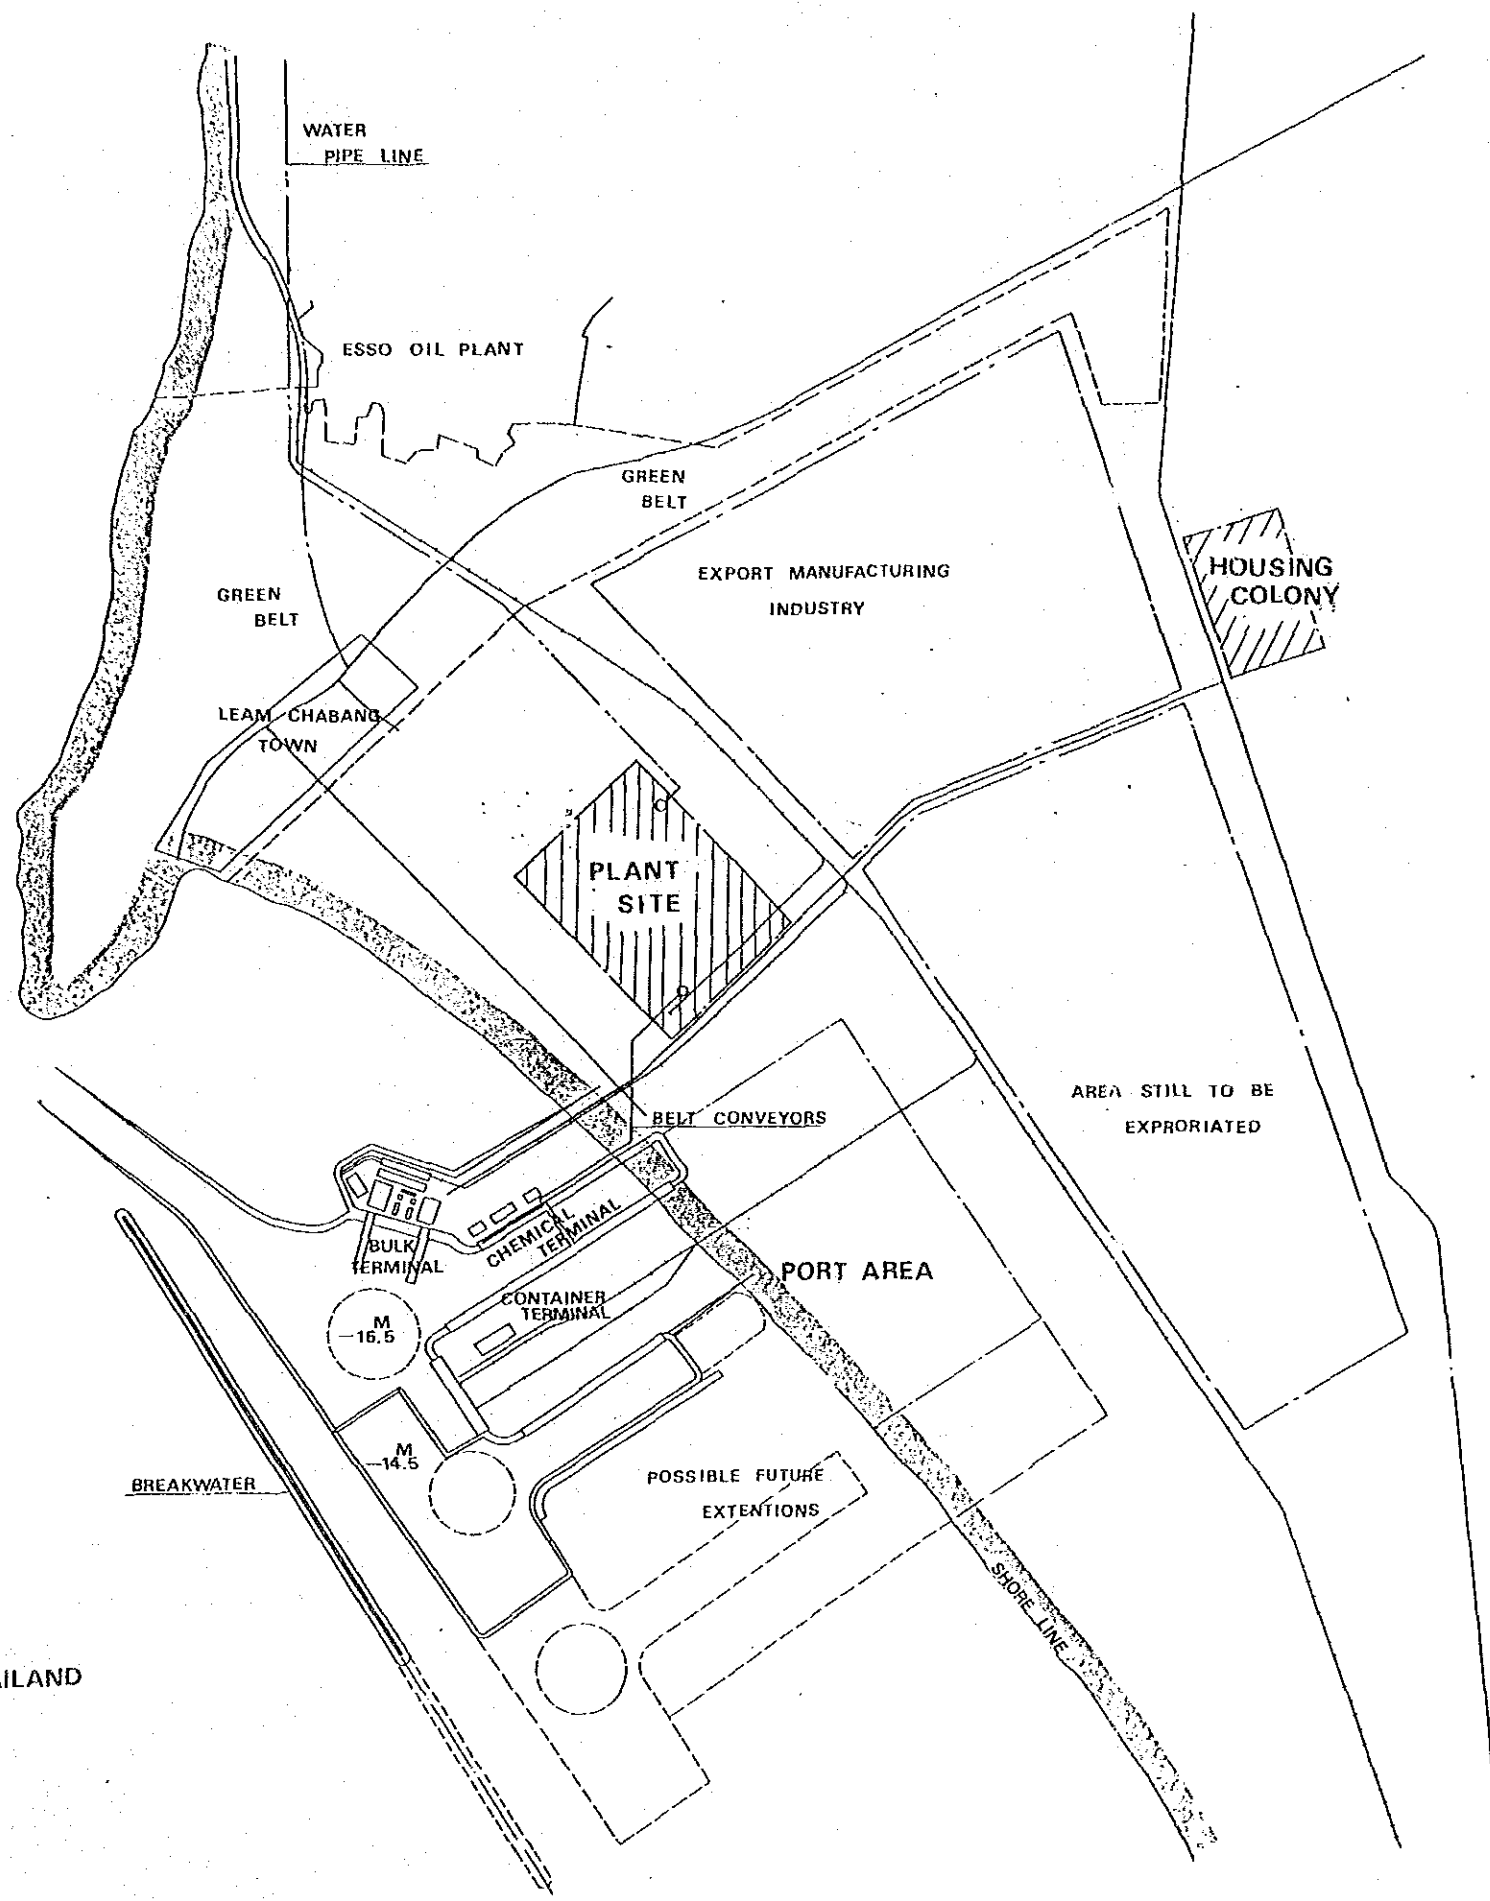 WATER
PIPE LINE
ESSO OIL PLANT
GREEN
BELT
EXPORT MANUFACTURING
INDUSTRY
HOUSING
COLONY
GREEN
BELT
LEAM CHABANG
TOWN
PLANT
SITE
AREA STILL TO BE
EXPRORIATED
BELT CONVEYORS
BULK
TERMINAL
CHEMICAL
TERMINAL
PORT AREA
CONTAINER
TERMINAL
M
-16.5
M
-14.5
BREAKWATER
POSSIBLE FUTURE
EXTENTIONS
SHORE LINE
AILAND